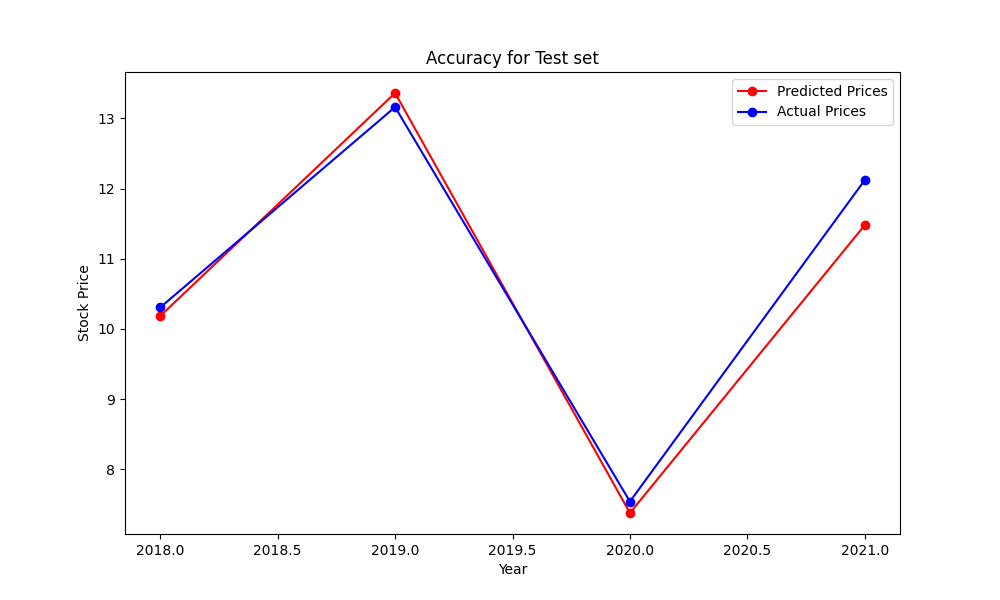 Accuracy for Test set
Predicted Prices
Actual Prices
Stock Price
13
12
11
10
9
8
2018.0 2018.5 2019.0 2019.5 2020.0 2020.5 2021.0
Year